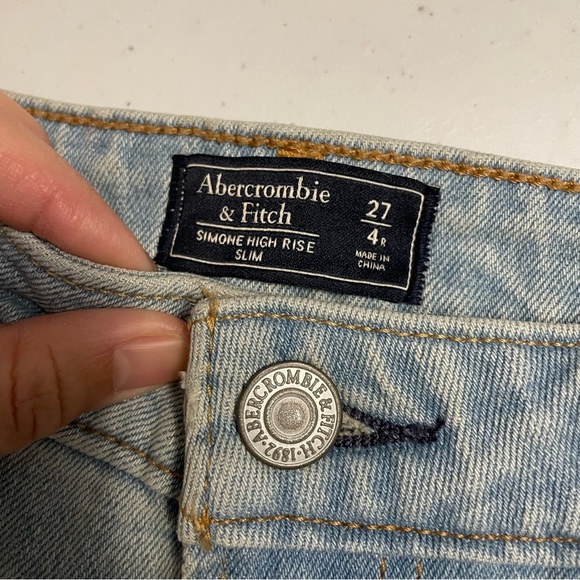 Abercrombie
& Fitch
SIMONE HIGH RISE
SLIM
27
4R
MADE IN
CHINA
ABERCROMBIE & FITCH · 1892 ·